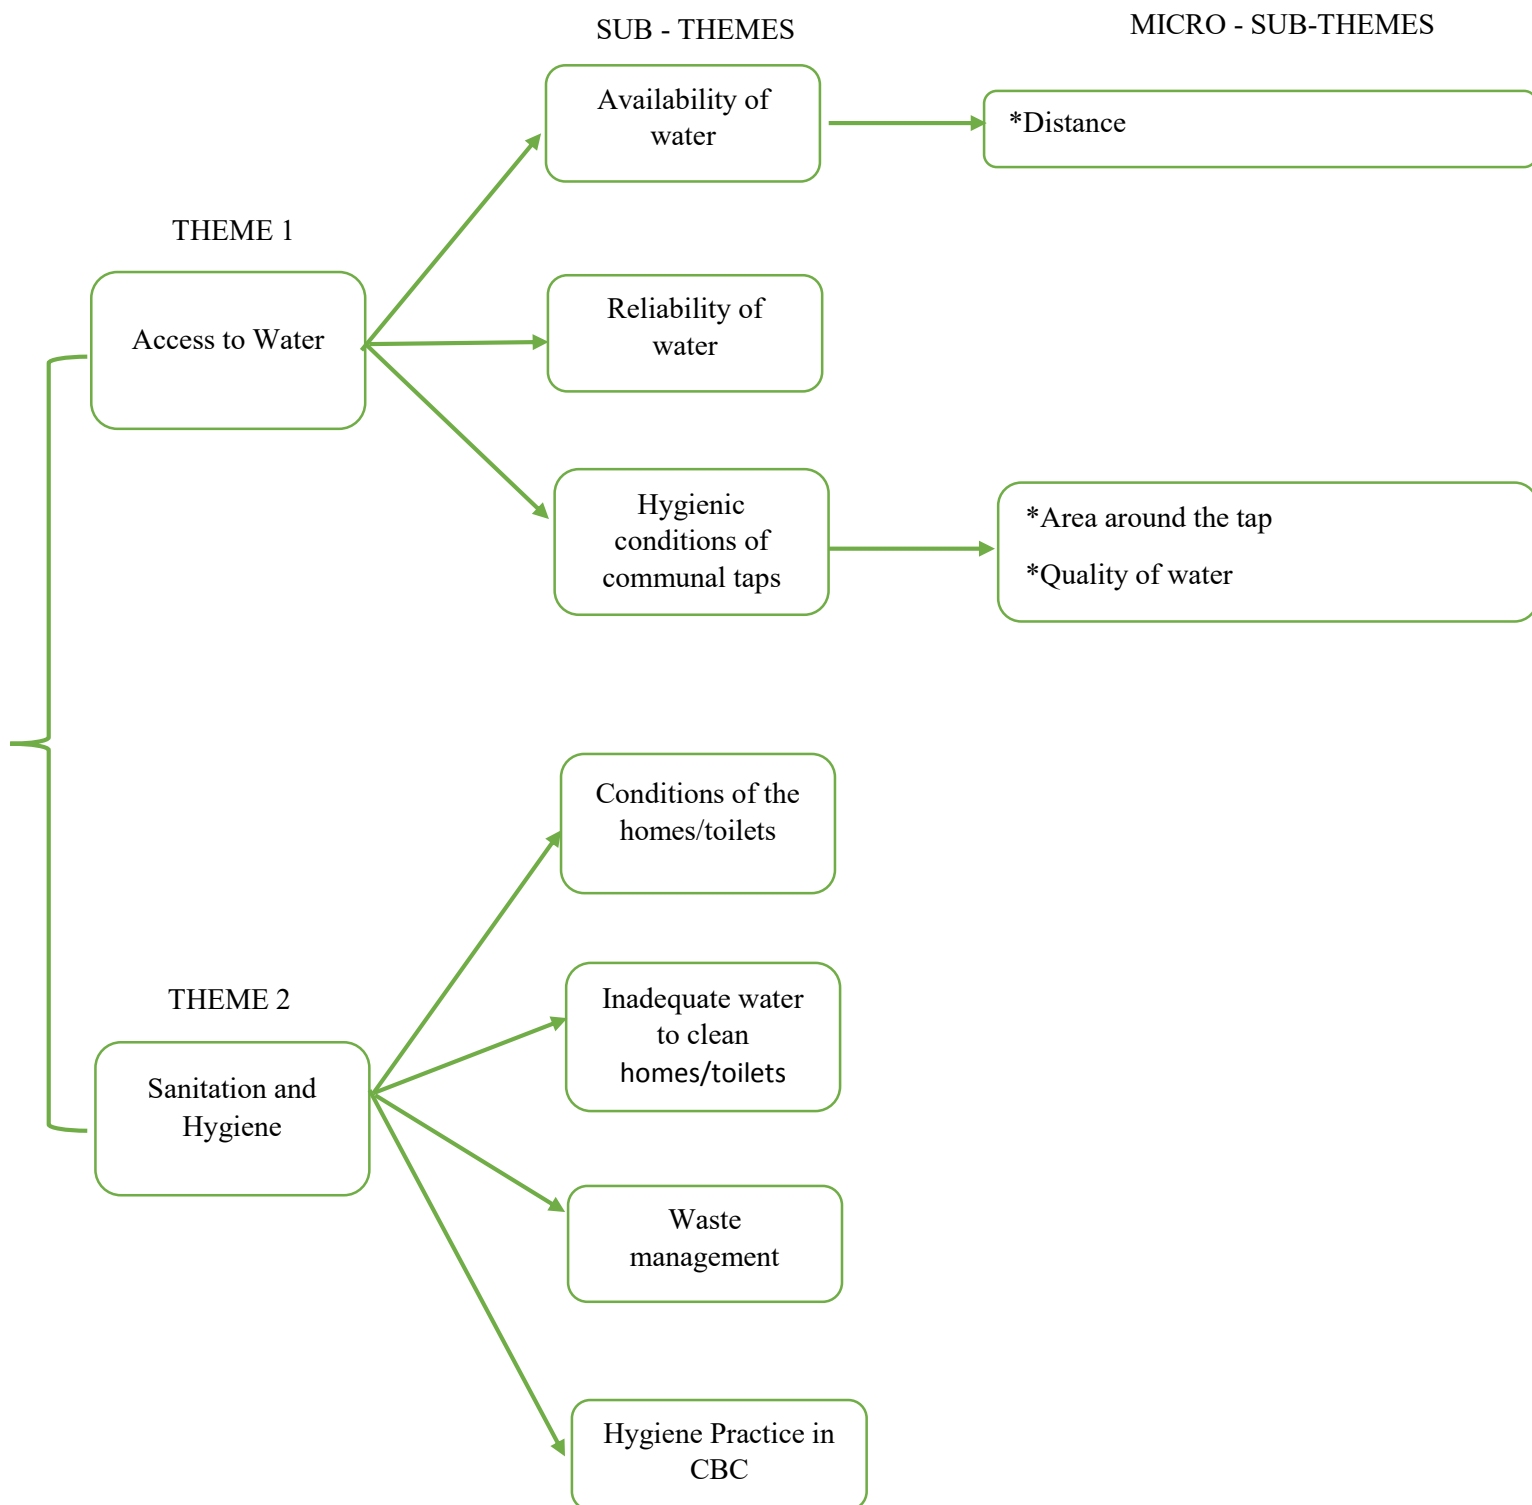 SUB - THEMES
MICRO - SUB-THEMES
Availability of
water
*Distance
THEME 1
Access to Water
Reliability of
water
Hygienic
conditions of
communal taps
*Area around the tap
*Quality of water
Conditions of the
homes/toilets
THEME 2
Sanitation and
Hygiene
Inadequate water
to clean
homes/toilets
Waste
management
Hygiene Practice in
CBC